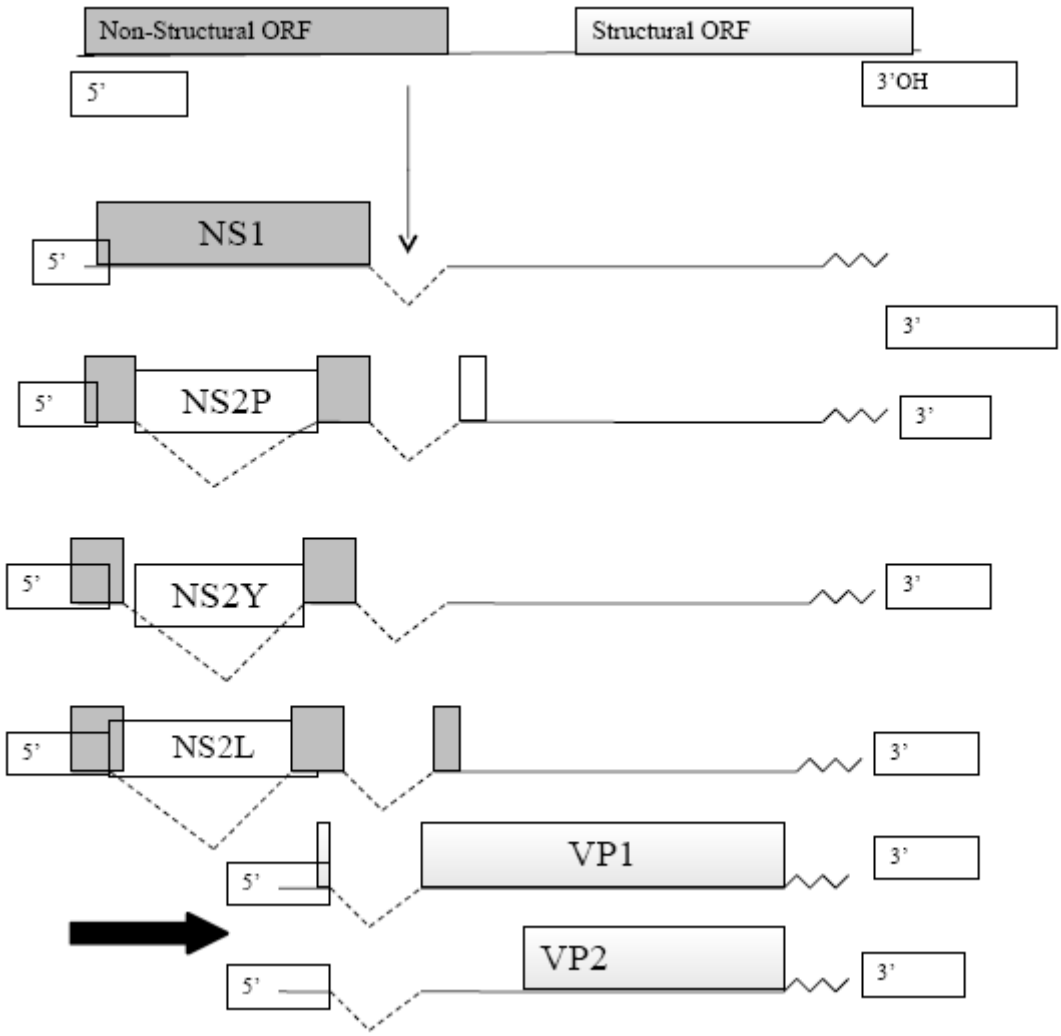 Non-Structural ORF
Structural ORF
5’
3’OH
NS1
5’
3’
NS2P
5’
3’
NS2Y
5’
3’
NS2L
5’
3’
VP1
5’
3’
VP2
5’
3’